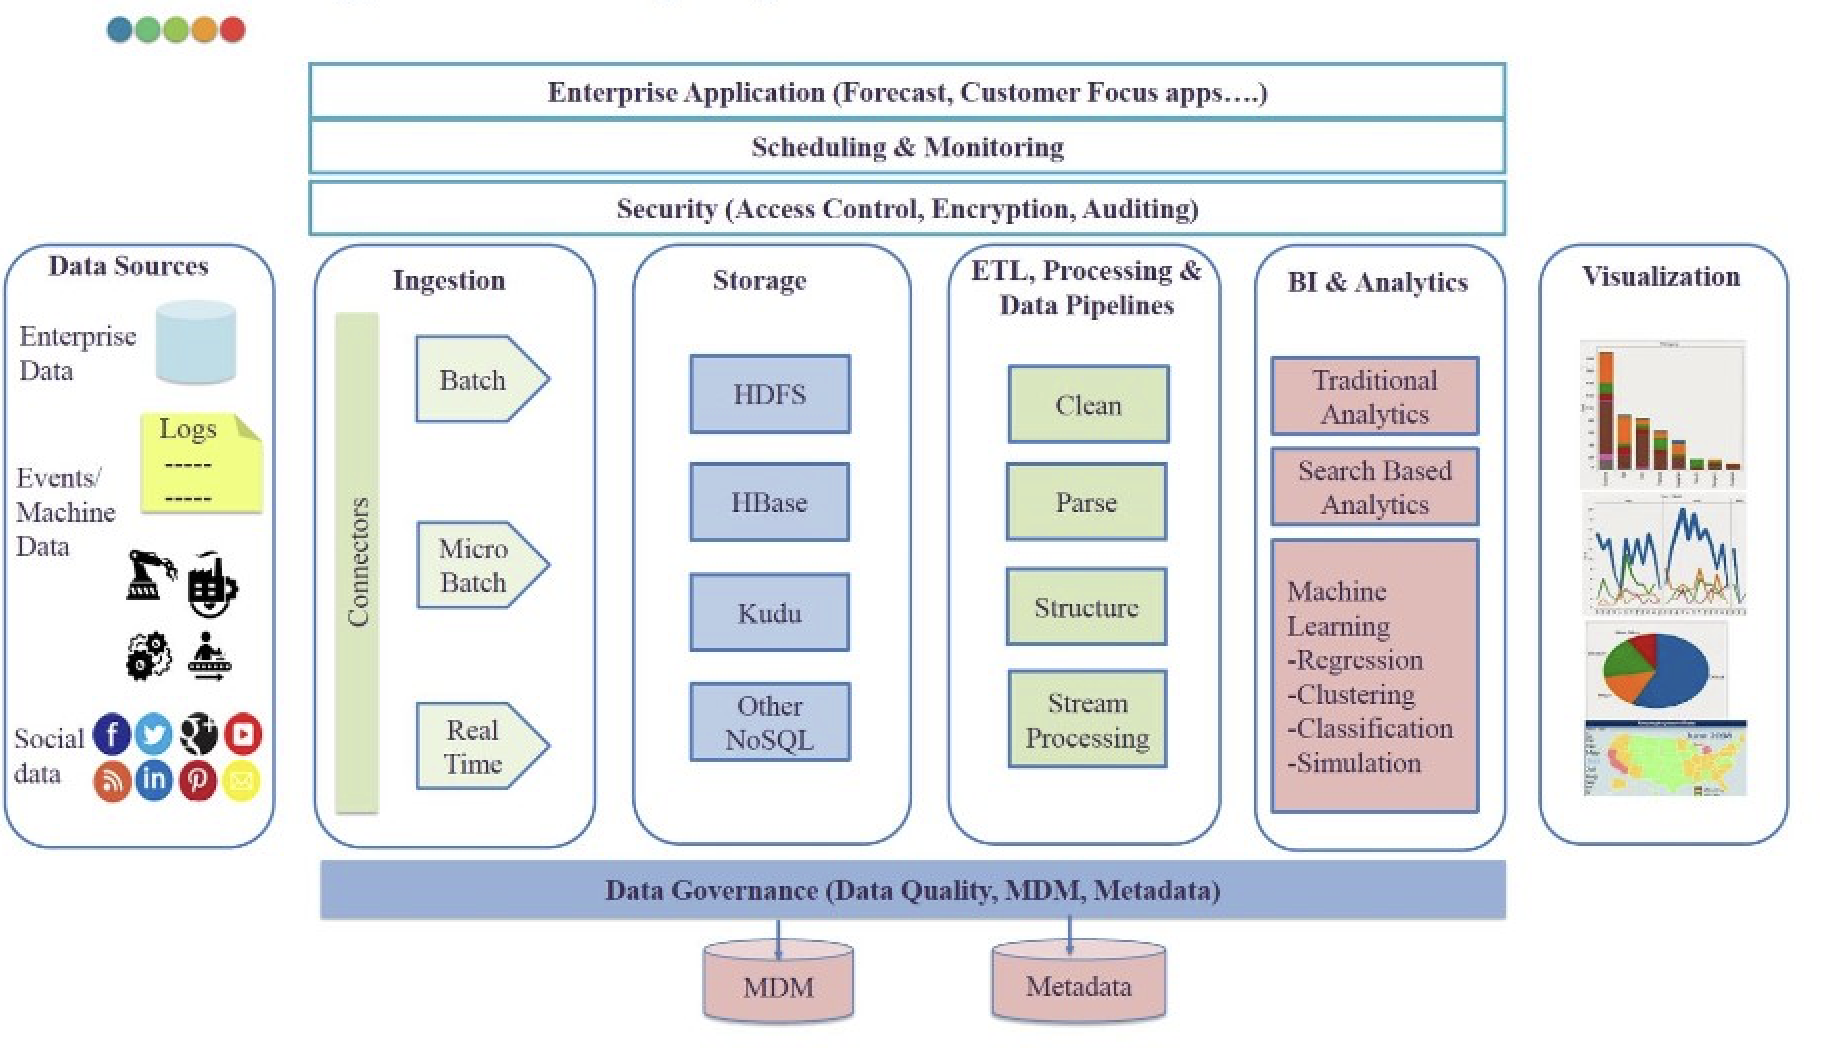 Enterprise Application (Forecast, Customer Focus apps….)
Scheduling & Monitoring
Security (Access Control, Encryption, Auditing)
Data Sources
Enterprise
Data
Logs
-----
-----
Events/
Machine
Data
Social
data
f
in
Ingestion
Connectors
Batch
Micro
Batch
Real
Time
Storage
HDFS
HBase
Kudu
Other
NoSQL
ETL, Processing &
Data Pipelines
Clean
Parse
Structure
Stream
Processing
BI & Analytics
Traditional
Analytics
Search Based
Analytics
Machine
Learning
-Regression
-Clustering
-Classification
-Simulation
Visualization
June 2008
Data Governance (Data Quality, MDM, Metadata)
MDM
Metadata